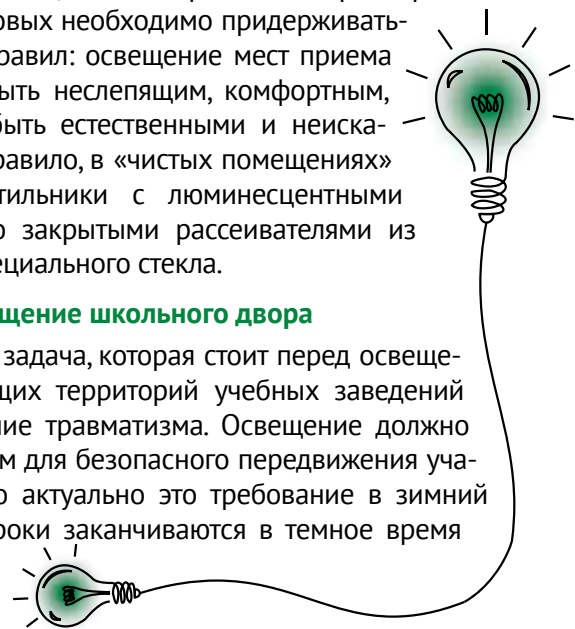 овых необходимо придерживать-
равил: освещение мест приема
ыть неслепящим, комфортным,
быть естественными и неиска-
равило, в «чистых помещениях»
тильники с люминесцентными
о закрытыми рассеивателями из
ециального стекла.
щение школьного двора
задача, которая стоит перед освеще-
щих территорий учебных заведений
ние травматизма. Освещение должно
м для безопасного передвижения уча-
о актуально это требование в зимний
роки заканчиваются в темное время